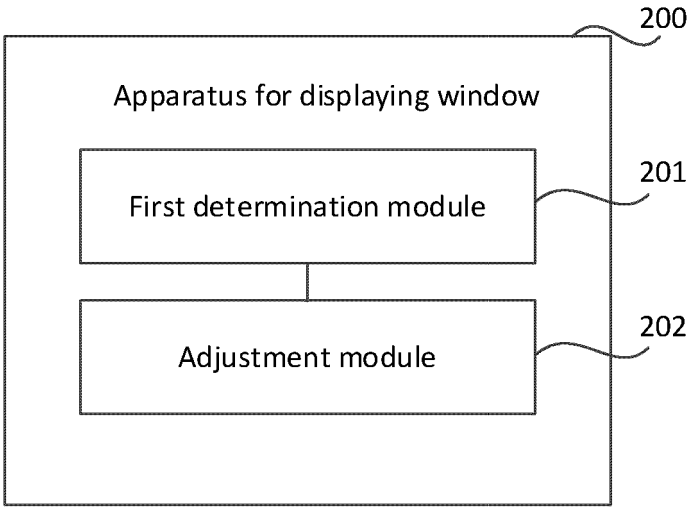 200
Apparatus for displaying window
201
First determination module
202
Adjustment module